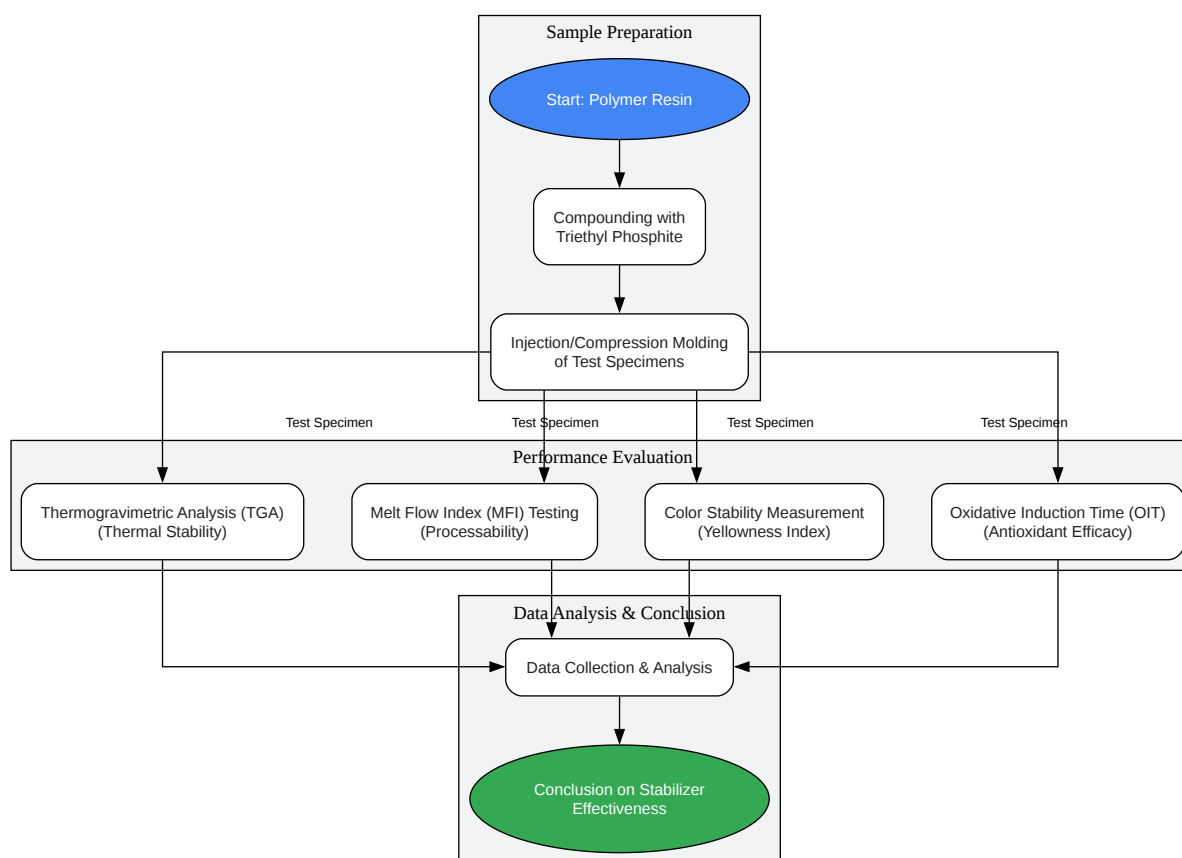 Sample Preparation
Start: Polymer Resin
Compounding with
Triethyl Phosphite
Injection/Compression Molding
of Test Specimens
Test Specimen
Test Specimen
Test Specimen
Test Specimen
Performance Evaluation
Thermogravimetric Analysis (TGA)
(Thermal Stability)
Melt Flow Index (MFI) Testing
(Processability)
Color Stability Measurement
(Yellowness Index)
Oxidative Induction Time (OIT)
(Antioxidant Efficacy)
Data Analysis & Conclusion
Data Collection & Analysis
Conclusion on Stabilizer
Effectiveness